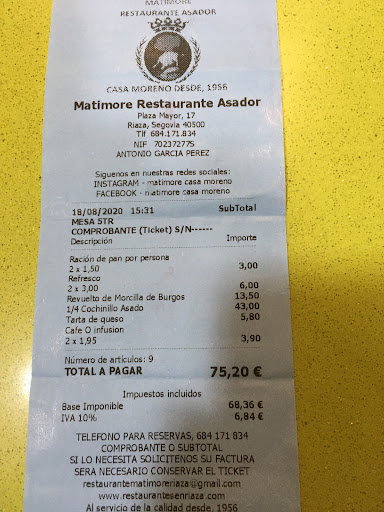 MATIMORE
RESTAURANTE ASADOR
CASA MORENO DESDE, 1956
Matimore Restaurante Asador
Plaza Mayor, 17
Riaza, Segovia 40500
Tlf 684.171.834
NIF 702372775
ANTONIO GARCIA PEREZ
Siguenos en nuestras redes sociales:
INSTAGRAM - matimore casa moreno
FACEBOOK - matimore casa moreno
18/08/2020 15:31 SubTotal
MESA 5TR
COMPROBANTE (Ticket) S/N------
Descripción Importe
Ración de pan por persona
2 x 1,50 3,00
Refresco
2 x 3,00 6,00
Revuelto de Morcilla de Burgos 13,50
1/4 Cochinillo Asado 43,00
Tarta de queso 5,80
Cafe O infusion
2 x 1,95 3,90
Número de artículos: 9
TOTAL A PAGAR 75,20 €
Impuestos incluidos
Base Imponible 68,36 €
IVA 10% 6,84 €
TELEFONO PARA RESERVAS, 684 171 834
COMPROBANTE O SUBTOTAL
SI LO NECESITA SOLICITENOS SU FACTURA
SERA NECESARIO CONSERVAR EL TICKET
restaurantematimoreriaza@gmail.com
www.restaurantesenriaza.com
Al servicio de la calidad desde. 1956